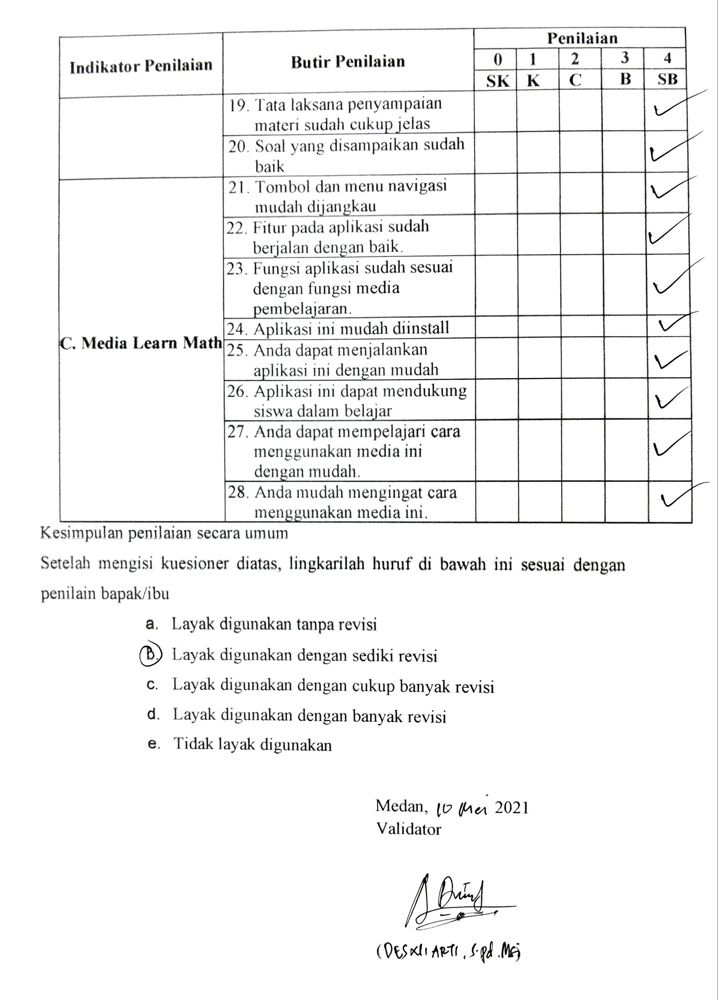 Indikator Penilaian Butir Penilaian Penilaian
0 1 2 3 4
SK K C B SB
19. Tata laksana penyampaian
materi sudah cukup jelas
20. Soal yang disampaikan sudah
baik
C. Media Learn Math
21. Tombol dan menu navigasi
mudah dijangkau
22. Fitur pada aplikasi sudah
berjalan dengan baik.
23. Fungsi aplikasi sudah sesuai
dengan fungsi media
pembelajaran.
24. Aplikasi ini mudah diinstall
25. Anda dapat menjalankan
aplikasi ini dengan mudah
26. Aplikasi ini dapat mendukung
siswa dalam belajar
27. Anda dapat mempelajari cara
menggunakan media ini
dengan mudah.
28. Anda mudah mengingat cara
menggunakan media ini.
Kesimpulan penilaian secara umum
Setelah mengisi kuesioner diatas, lingkarilah huruf di bawah ini sesuai dengan
penilain bapak/ibu
a. Layak digunakan tanpa revisi
B. Layak digunakan dengan sediki revisi
c. Layak digunakan dengan cukup banyak revisi
d. Layak digunakan dengan banyak revisi
e. Tidak layak digunakan
Medan, 10 Mei 2021
Validator
S.Pd.